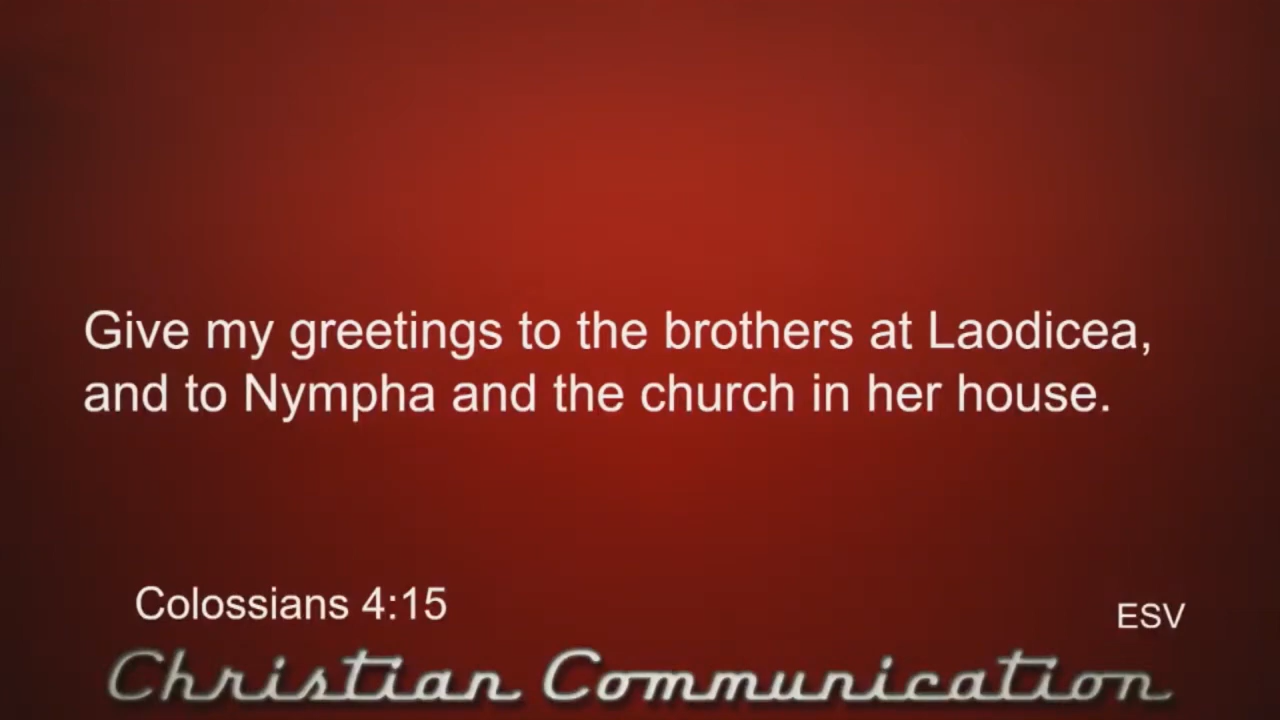 Give my greetings to the brothers at Laodicea,
and to Nympha and the church in her house.
Colossians 4:15
ESV
Christian Communication